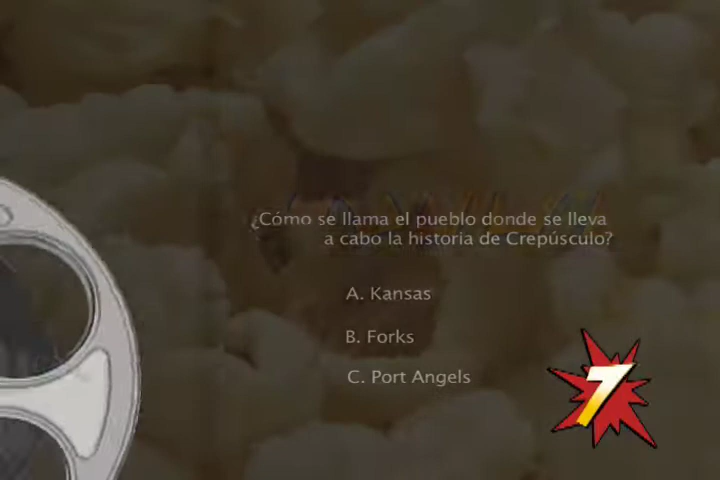 ¿Cómo se llama el pueblo donde se lleva
a cabo la historia de Crepúsculo?
A. Kansas
B. Forks
C. Port Angels
7